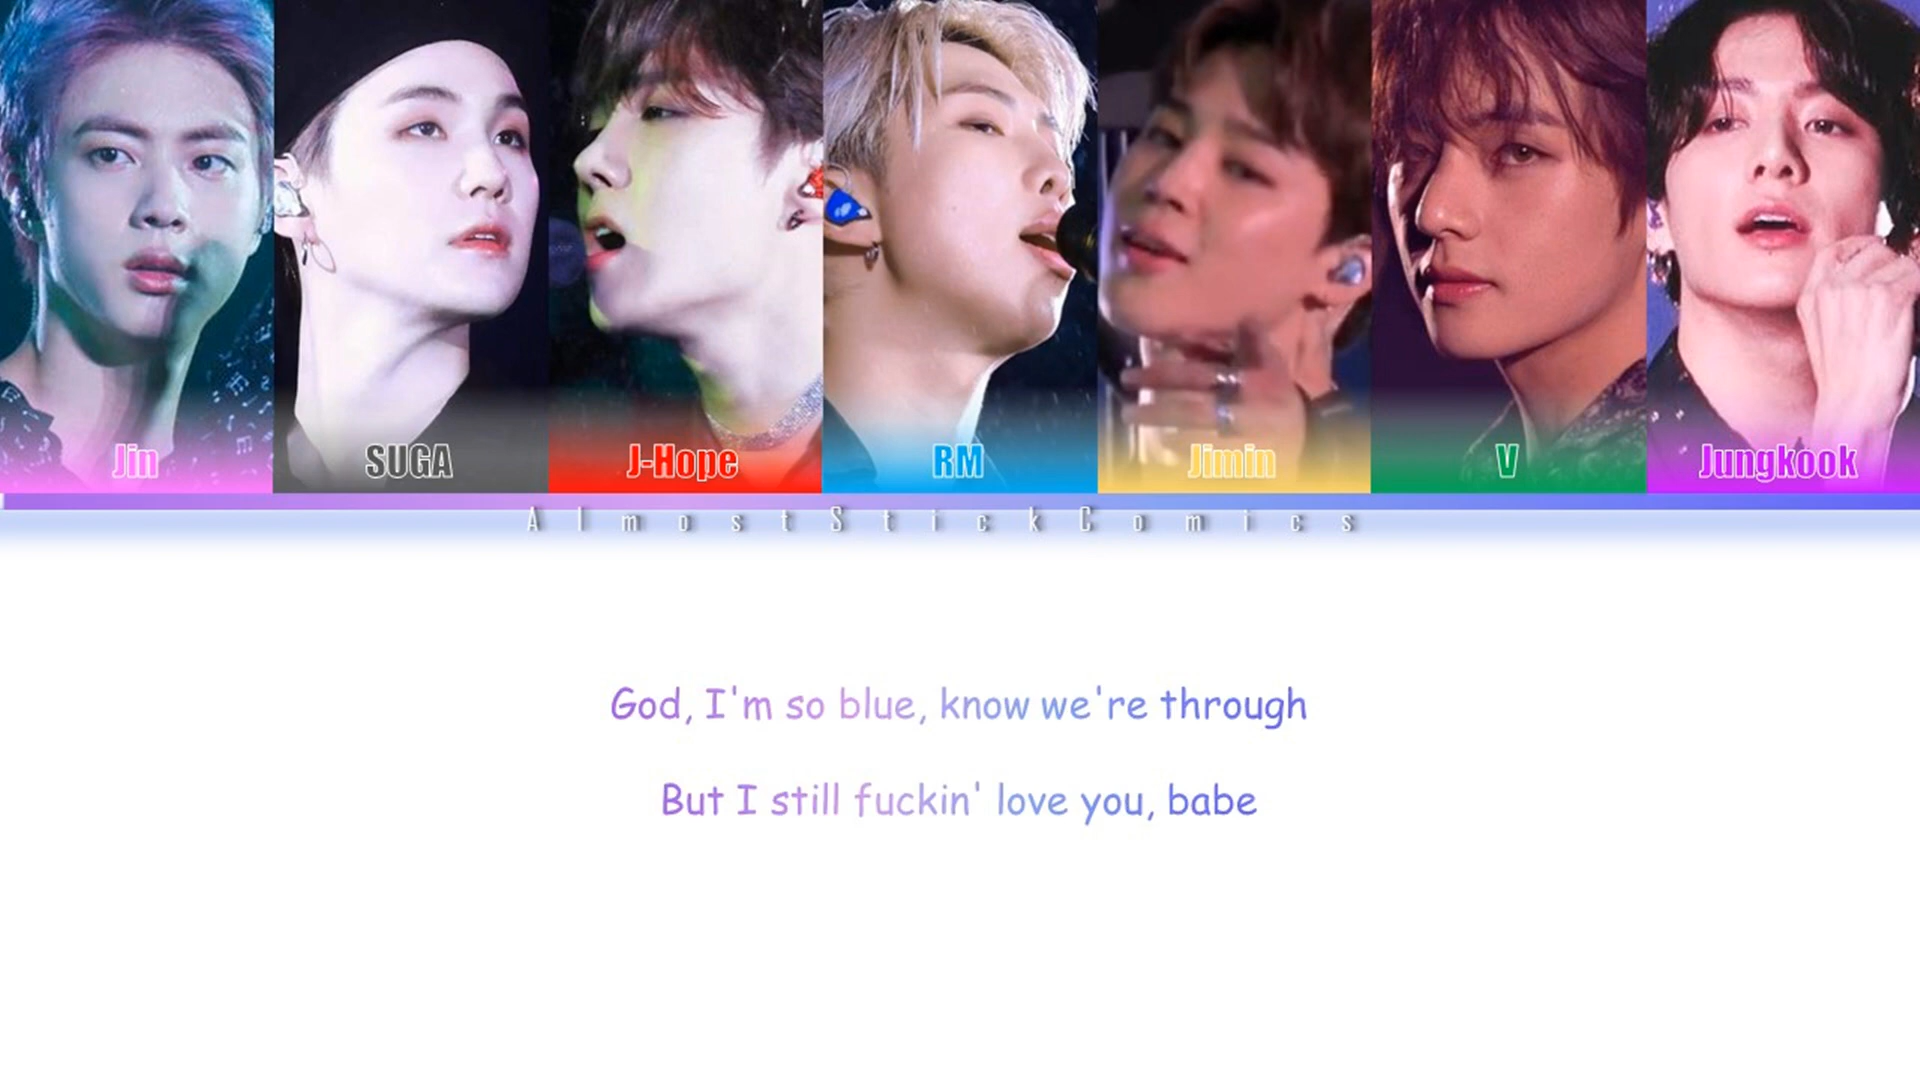 Jin SUGA J-Hope RM Jimin V Jungkook
AlmostStickComics
God, I'm so blue, know we're through
But I still fuckin' love you, babe